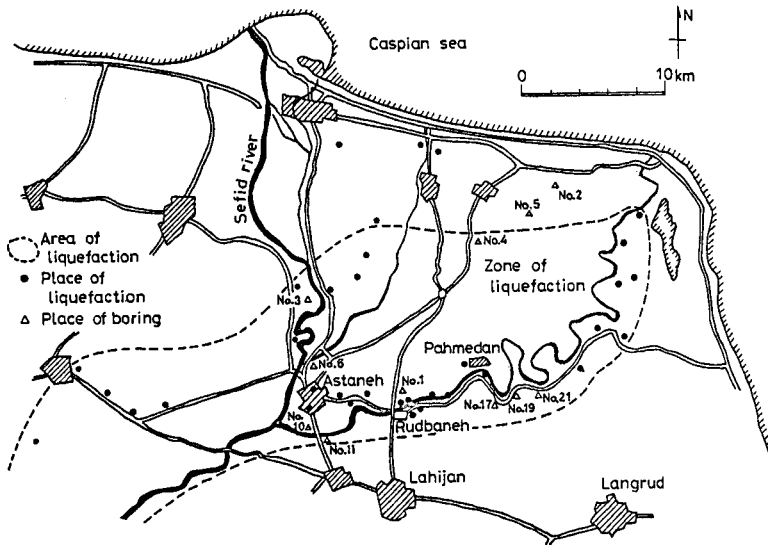 N
Caspian sea
0 10 km
Sefid river
No.2
No.5
No.4
Area of
liquefaction
Place of
liquefaction
Place of boring
Zone of
liquefaction
No.3
No.6
Pahmedan
Astaneh
No.1
No.17
No.19
No.21
No.
10
Rudbaneh
No.11
Lahijan
Langrud